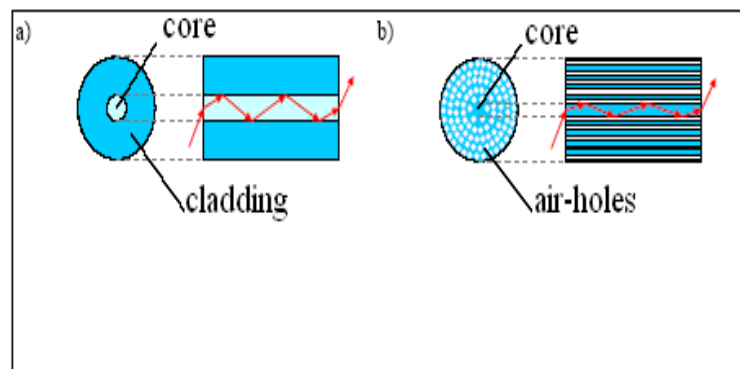 a)
core
cladding
b)
core
air-holes